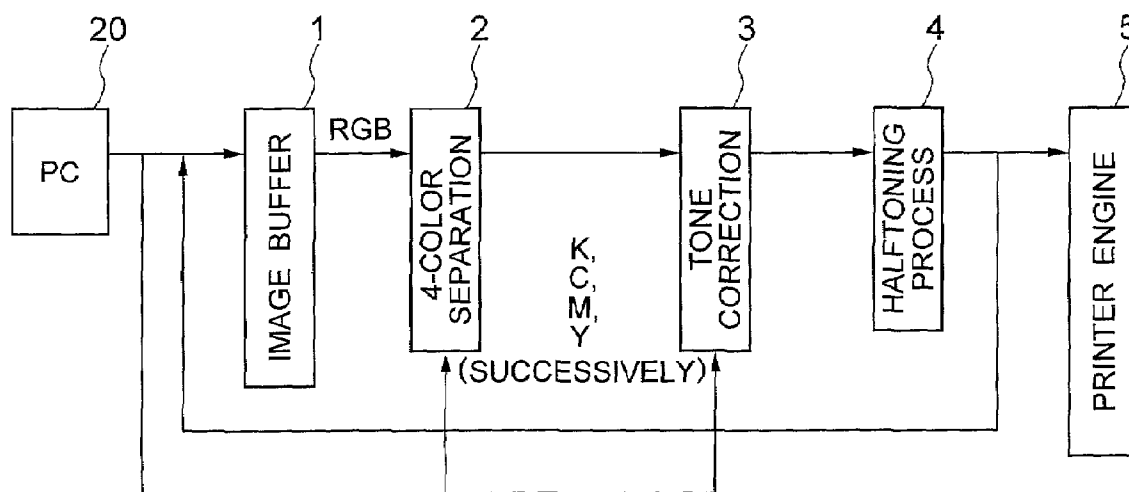 20
1
2
3
4
5
PC
IMAGE BUFFER
RGB
4-COLOR
SEPARATION
K,
C,
M,
Y
(SUCCESSIVELY)
TONE
CORRECTION
HALFTONING
PROCESS
PRINTER ENGINE